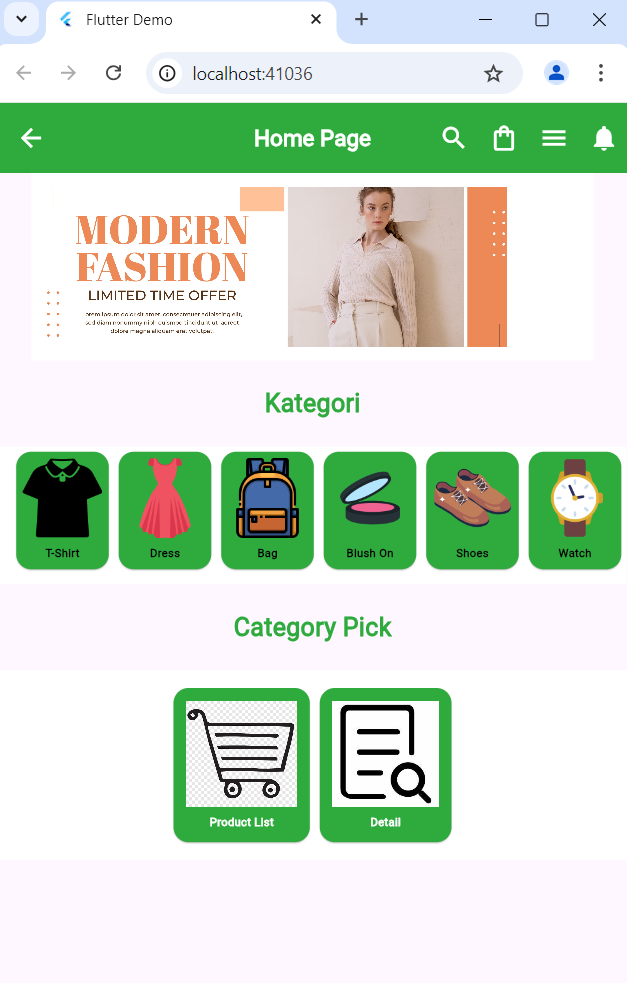 Flutter Demo
localhost:41036
Home Page
MODERN
FASHION
LIMITED TIME OFFER
Kategori
T-Shirt
Dress
Bag
Blush On
Shoes
Watch
Category Pick
Product List
Detail